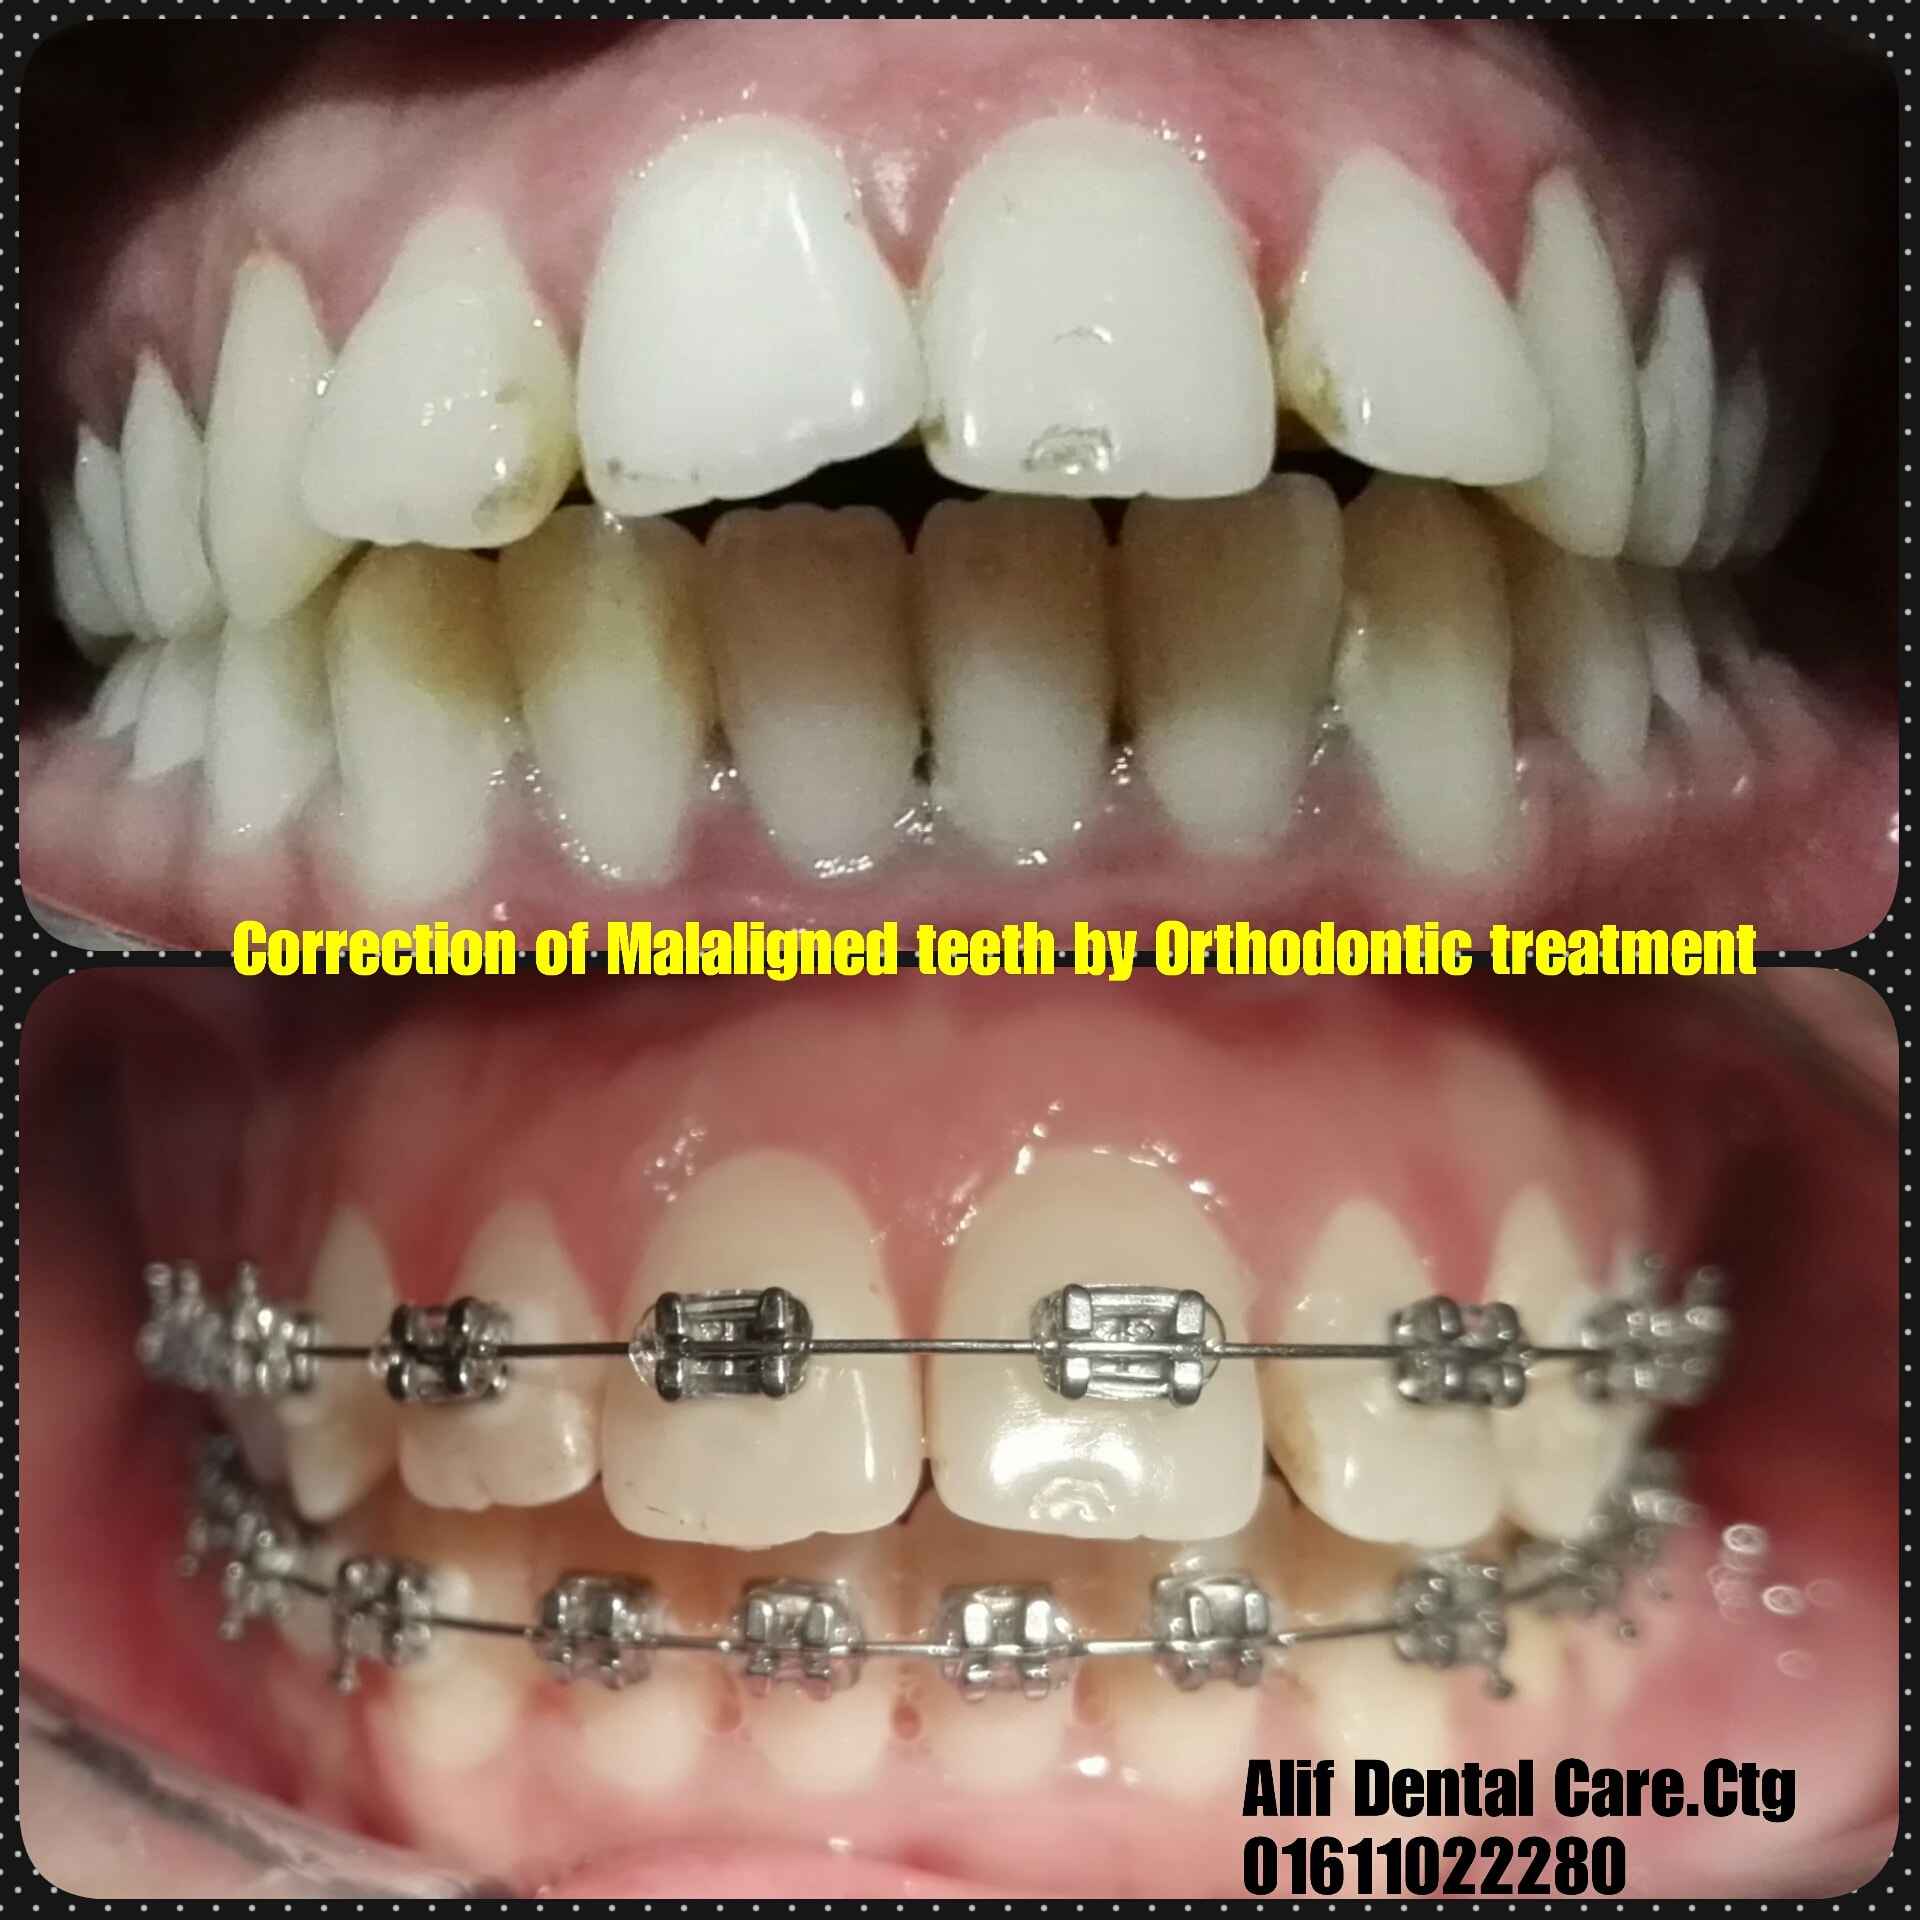 Correction of Malaligned teeth by Orthodontic treatment
Alif Dental Care.Ctg
01611022280